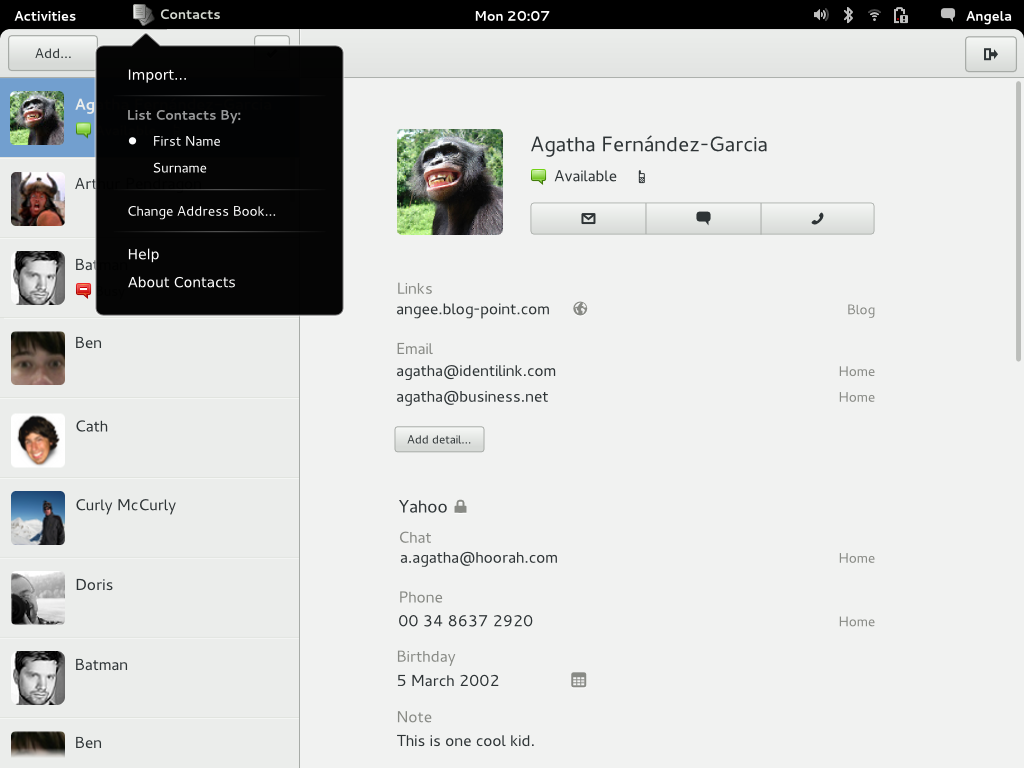 Activities
Contacts
Mon 20:07
Angela
Add...
Import...
List Contacts By:
First Name
Surname
Change Address Book...
Help
About Contacts
Ben
Cath
Curly McCurly
Doris
Batman
Ben
Agatha Fernández-Garcia
Available
Links
angee.blog-point.com Blog
Email
agatha@identilink.com Home
agatha@business.net Home
Add detail...
Yahoo
Chat
a.agatha@hoorah.com Home
Phone
00 34 8637 2920 Home
Birthday
5 March 2002
Note
This is one cool kid.